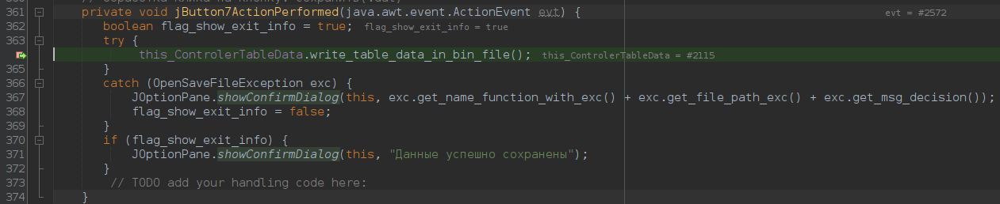 361 private void jButton7ActionPerformed(java.awt.event.ActionEvent evt) { evt = #2572
362 boolean flag_show_exit_info = true; flag_show_exit_info = true
363 try {
this_ControlerTableData.write_table_data_in_bin_file(); this_ControlerTableData = #2115
365 }
366 catch (OpenSaveFileException exc) {
367 JOptionPane.showConfirmDialog(this, exc.get_name_function_with_exc() + exc.get_file_path_exc() + exc.get_msg_decision());
368 flag_show_exit_info = false;
369 }
370 if (flag_show_exit_info) {
371 JOptionPane.showConfirmDialog(this, "Данные успешно сохранены");
372 }
373 // TODO add your handling code here:
374 }